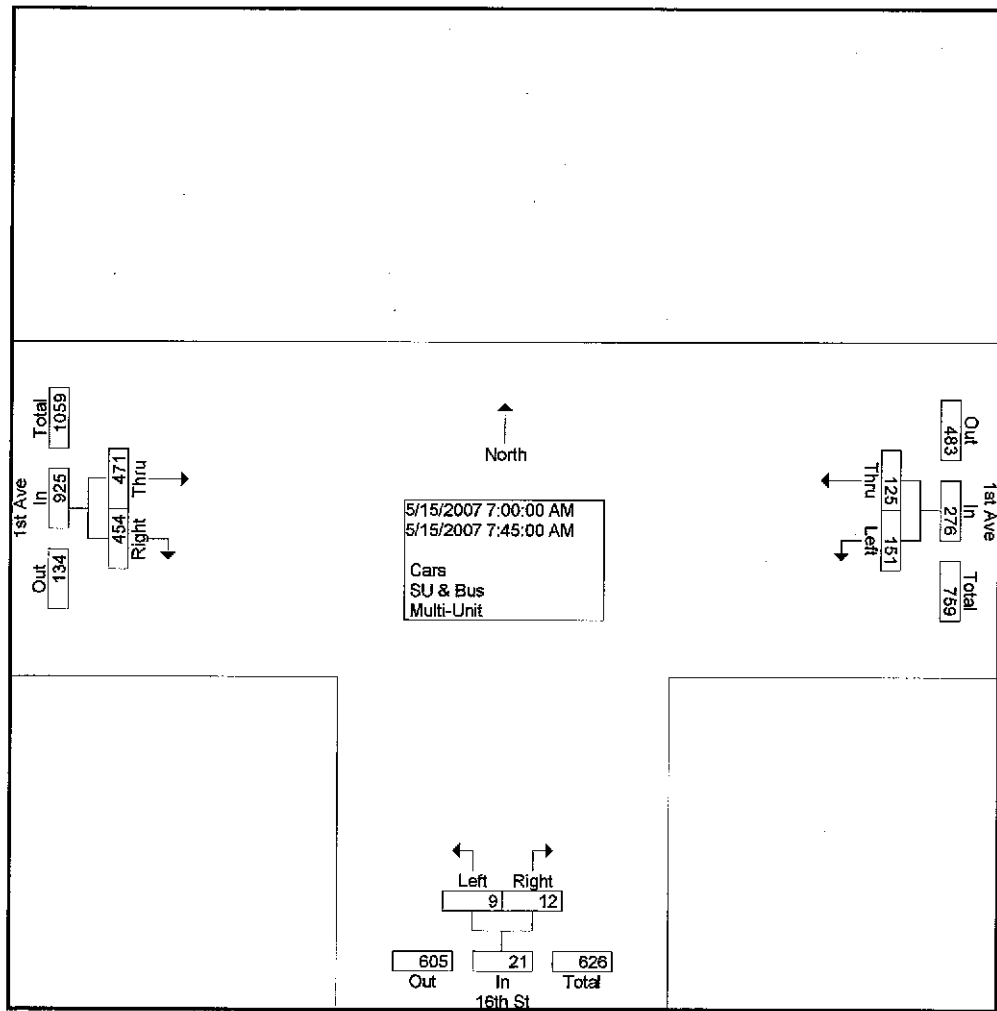 North
5/15/2007 7:00:00 AM
5/15/2007 7:45:00 AM
Cars
SU & Bus
Multi-Unit
1st Ave
Total
1059
In
925
Out
134
471
Thru
454
Right
Out
483
In
276
Total
759
1st Ave
125
Thru
151
Left
Left Right
9 12
605 21 626
Out In Total
16th St